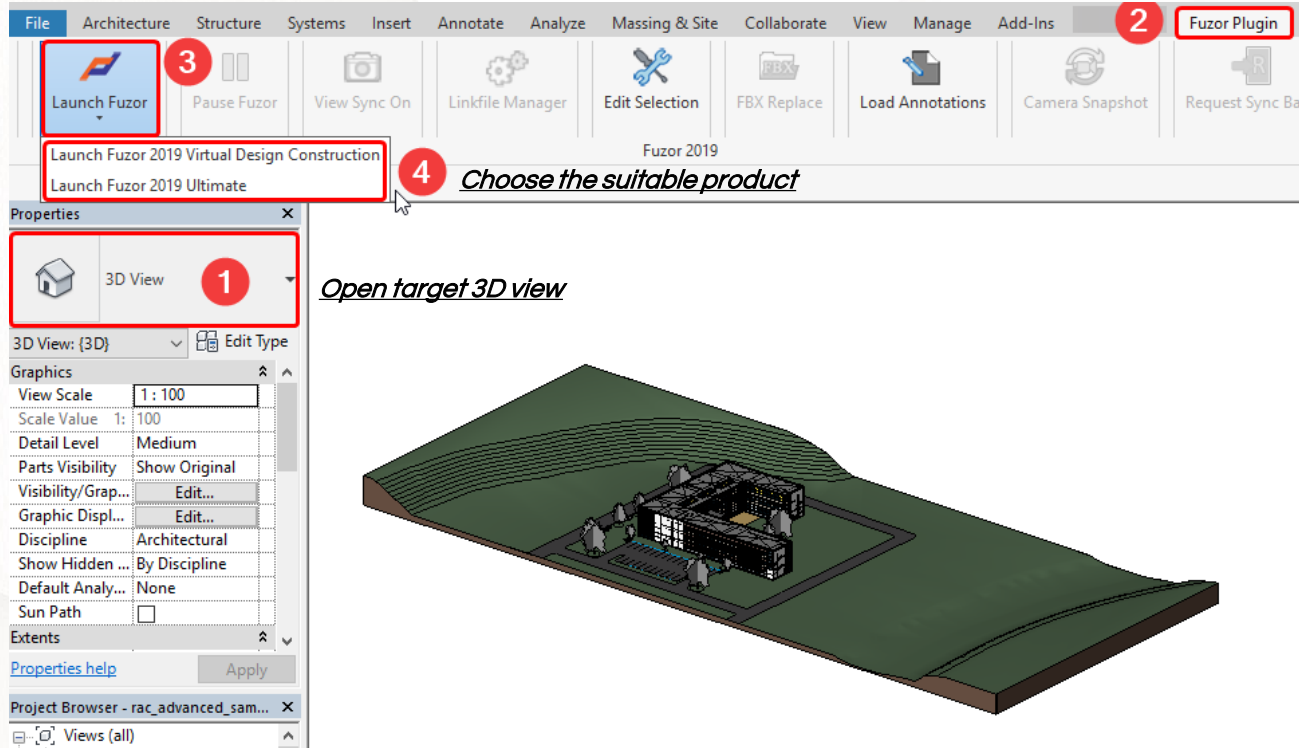 File Architecture Structure Systems Insert Annotate Analyze Massing & Site Collaborate View Manage Add-Ins 2 Fuzor Plugin
3
Launch Fuzor Pause Fuzor View Sync On Linkfile Manager Edit Selection FBX Replace Load Annotations Camera Snapshot Request Sync Ba
FBX
R
Fuzor 2019
Launch Fuzor 2019 Virtual Design Construction
Launch Fuzor 2019 Ultimate
4 Choose the suitable product
Properties
3D View 1
Open target 3D view
3D View: {3D} Edit Type
Graphics
View Scale 1 : 100
Scale Value 1: 100
Detail Level Medium
Parts Visibility Show Original
Visibility/Grap... Edit...
Graphic Displ... Edit...
Discipline Architectural
Show Hidden ... By Discipline
Default Analy... None
Sun Path
Extents
Properties help Apply
Project Browser - rac_advanced_sam...
Views (all)